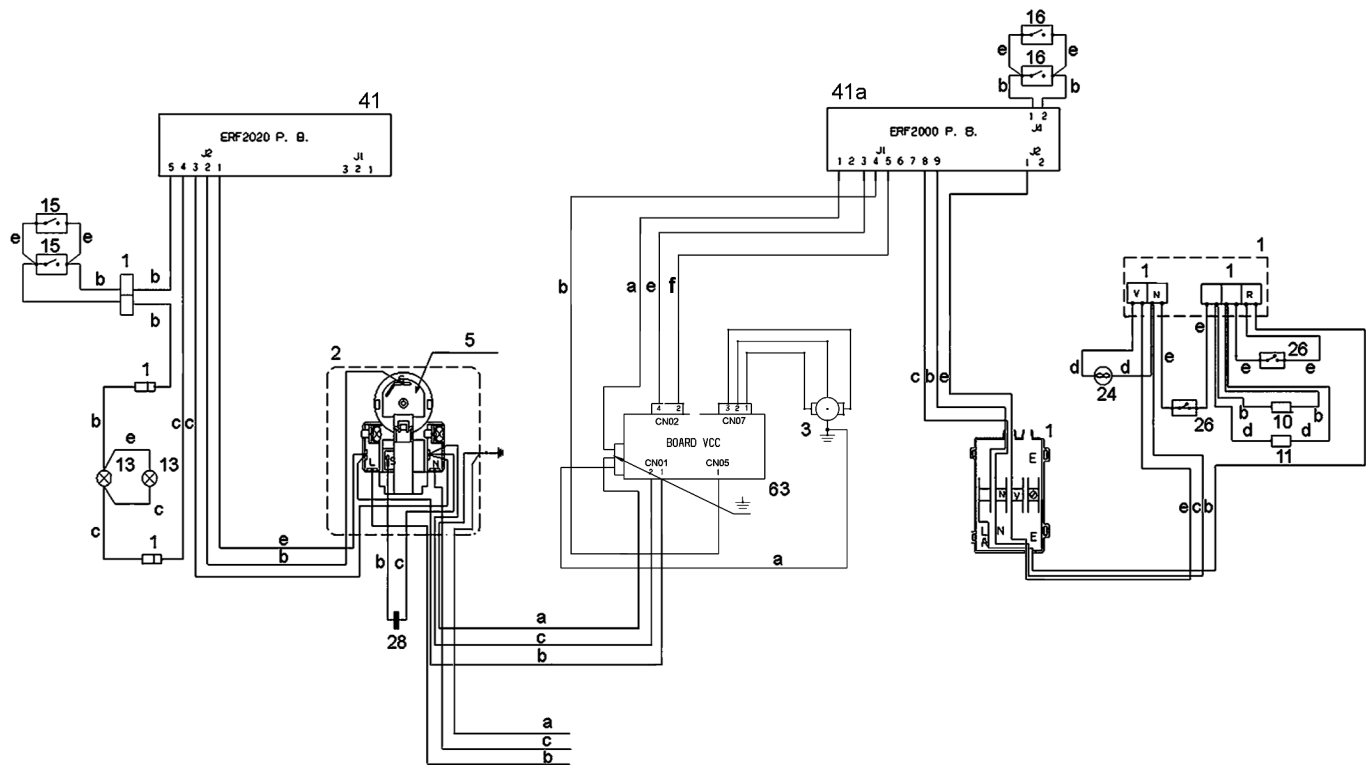 16
e e
16
b b
1 2
J4
41a
ERF2000 P. B.
J1 J2
1 2 3 4 5 6 7 8 9 1 2
41
ERF2020 P. B.
J2 J1
5 4 3 2 1 3 2 1
15
e e
15
b 1 b
b
1
b c c
e
13 13
c c
1
2 5
S
L S N
e
b
b c
28
a
c
b
a
c
b
b a e f
4 2 3 2 1
CN02 CN07
BOARD VCC
CN01 CN05
2 1 1
63
3
a
c b e
1
E
N V
L N
A E
1
1 1
V N R
d d e e
24
26
e 26 e
b 10 b
d 11 d
e c b